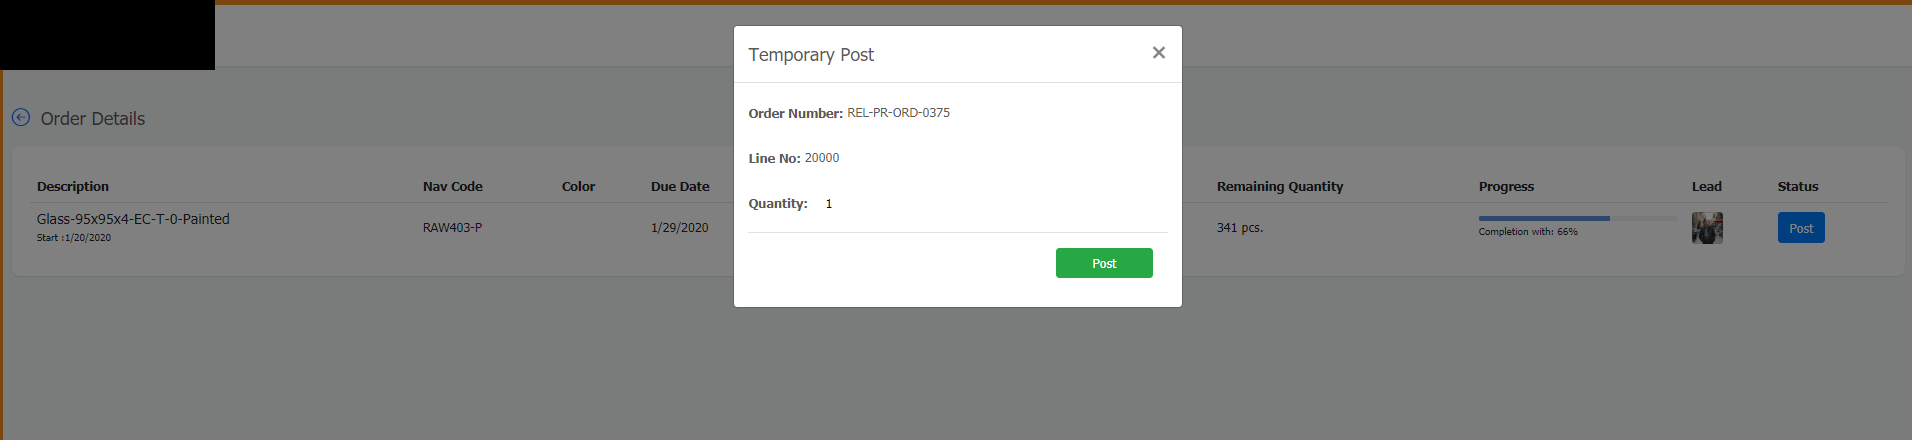 Temporary Post ×
Order Number: REL-PR-ORD-0375
Line No: 20000
Quantity: 1
Post
Order Details
Description Nav Code Color Due Date Remaining Quantity Progress Lead Status
Glass-95x95x4-EC-T-0-Painted
Start :1/20/2020
RAW403-P 1/29/2020 341 pcs.
Completion with: 66%
Post